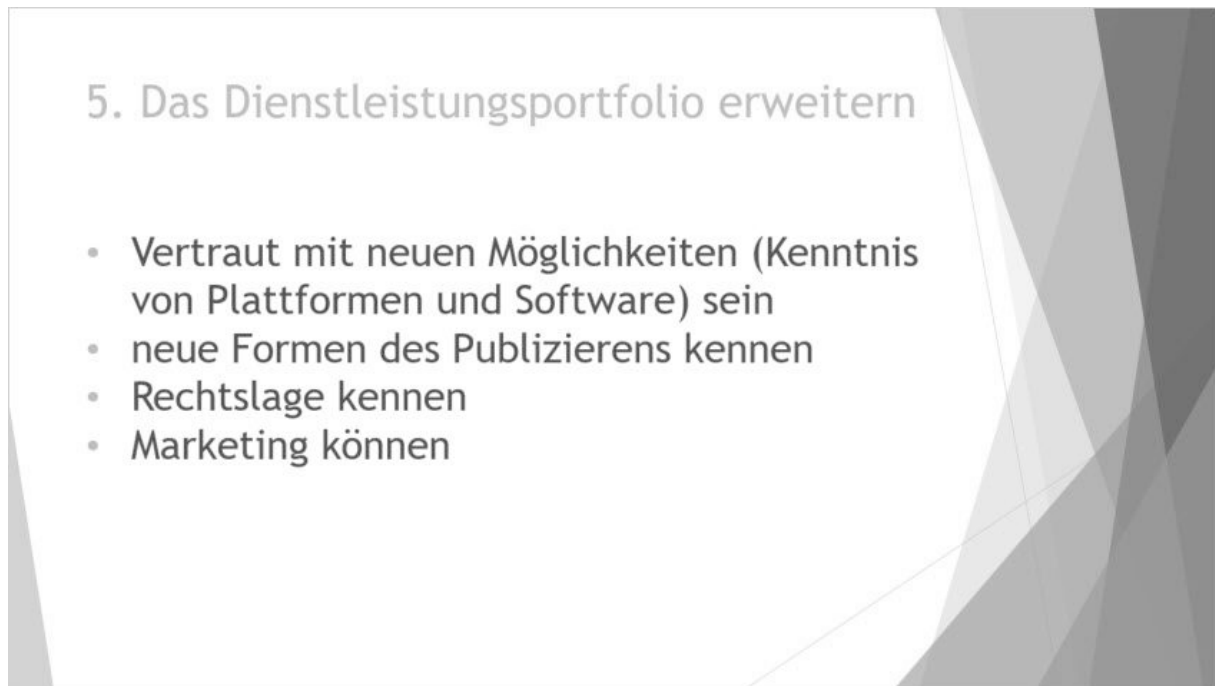 5. Das Dienstleistungsportfolio erweitern
• Vertraut mit neuen Möglichkeiten (Kenntnis
von Plattformen und Software) sein
• neue Formen des Publizierens kennen
• Rechtslage kennen
• Marketing können